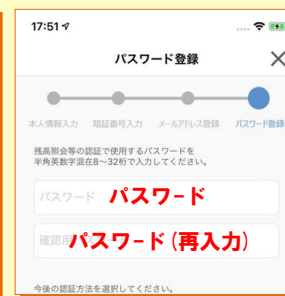 17:51
パスワード登録
本人情報入力 暗証番号入力 メールアドレス登録 パスワード登録
残高照会等の認証で使用するパスワードを
半角英数字混在8～32桁で入力してください。
パスワード パスワード
確認用 パスワード(再入力)
今後の認証方法を選択してください。